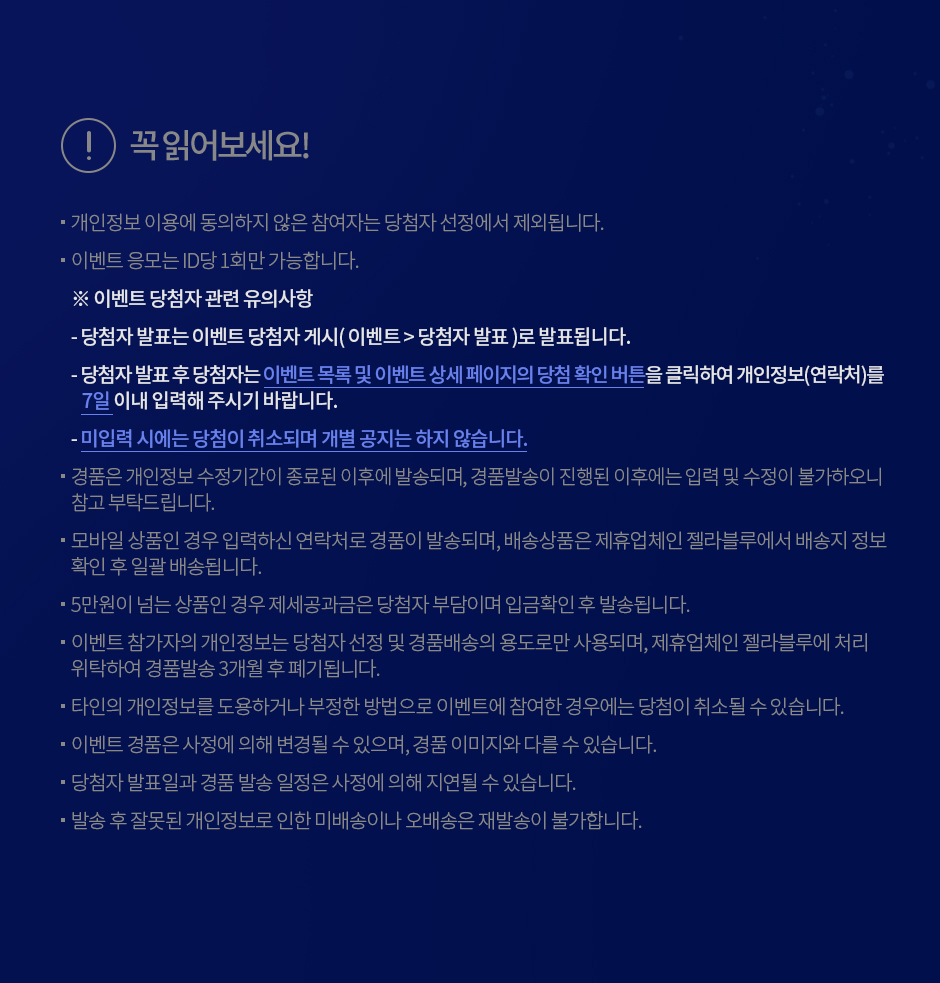 꼭 읽어보세요!
개인정보 이용에 동의하지 않은 참여자는 당첨자 선정에서 제외됩니다.
이벤트 응모는 ID당 1회만 가능합니다.
※ 이벤트 당첨자 관련 유의사항
- 당첨자 발표는 이벤트 당첨자 게시( 이벤트 > 당첨자 발표 )로 발표됩니다.
- 당첨자 발표 후 당첨자는 이벤트 목록 및 이벤트 상세 페이지의 당첨 확인 버튼을 클릭하여 개인정보(연락처)를
7일 이내 입력해 주시기 바랍니다.
- 미입력 시에는 당첨이 취소되며 개별 공지는 하지 않습니다.
경품은 개인정보 수정기간이 종료된 이후에 발송되며, 경품발송이 진행된 이후에는 입력 및 수정이 불가하오니
참고 부탁드립니다.
모바일 상품인 경우 입력하신 연락처로 경품이 발송되며, 배송상품은 제휴업체인 젤라블루에서 배송지 정보
확인 후 일괄 배송됩니다.
5만원이 넘는 상품인 경우 제세공과금은 당첨자 부담이며 입금확인 후 발송됩니다.
이벤트 참가자의 개인정보는 당첨자 선정 및 경품배송의 용도로만 사용되며, 제휴업체인 젤라블루에 처리
위탁하여 경품발송 3개월 후 폐기됩니다.
타인의 개인정보를 도용하거나 부정한 방법으로 이벤트에 참여한 경우에는 당첨이 취소될 수 있습니다.
이벤트 경품은 사정에 의해 변경될 수 있으며, 경품 이미지와 다를 수 있습니다.
당첨자 발표일과 경품 발송 일정은 사정에 의해 지연될 수 있습니다.
발송 후 잘못된 개인정보로 인한 미배송이나 오배송은 재발송이 불가합니다.